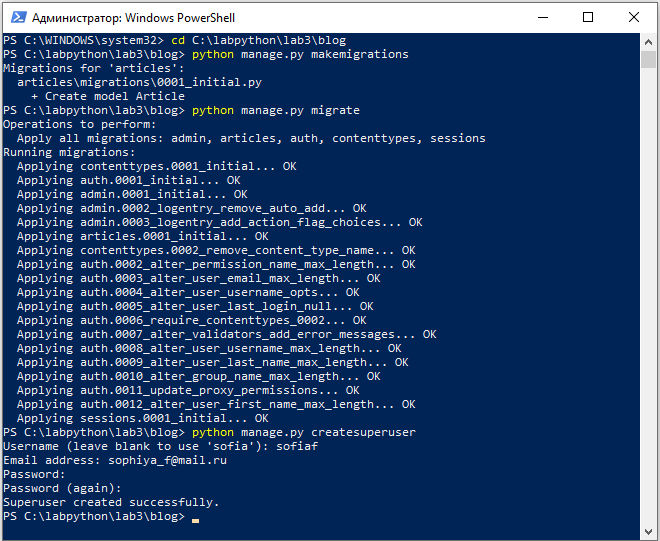 Администратор: Windows PowerShell
PS C:\WINDOWS\system32> cd C:\labpython\lab3\blog
PS C:\labpython\lab3\blog> python manage.py makemigrations
Migrations for 'articles':
  articles\migrations\0001_initial.py
    + Create model Article
PS C:\labpython\lab3\blog> python manage.py migrate
Operations to perform:
  Apply all migrations: admin, articles, auth, contenttypes, sessions
Running migrations:
  Applying contenttypes.0001_initial... OK
  Applying auth.0001_initial... OK
  Applying admin.0001_initial... OK
  Applying admin.0002_logentry_remove_auto_add... OK
  Applying admin.0003_logentry_add_action_flag_choices... OK
  Applying articles.0001_initial... OK
  Applying contenttypes.0002_remove_content_type_name... OK
  Applying auth.0002_alter_permission_name_max_length... OK
  Applying auth.0003_alter_user_email_max_length... OK
  Applying auth.0004_alter_user_username_opts... OK
  Applying auth.0005_alter_user_last_login_null... OK
  Applying auth.0006_require_contenttypes_0002... OK
  Applying auth.0007_alter_validators_add_error_messages... OK
  Applying auth.0008_alter_user_username_max_length... OK
  Applying auth.0009_alter_user_last_name_max_length... OK
  Applying auth.0010_alter_group_name_max_length... OK
  Applying auth.0011_update_proxy_permissions... OK
  Applying auth.0012_alter_user_first_name_max_length... OK
  Applying sessions.0001_initial... OK
PS C:\labpython\lab3\blog> python manage.py createsuperuser
Username (leave blank to use 'sofia'): sofiaf
Email address: sophiya_f@mail.ru
Password:
Password (again):
Superuser created successfully.
PS C:\labpython\lab3\blog>